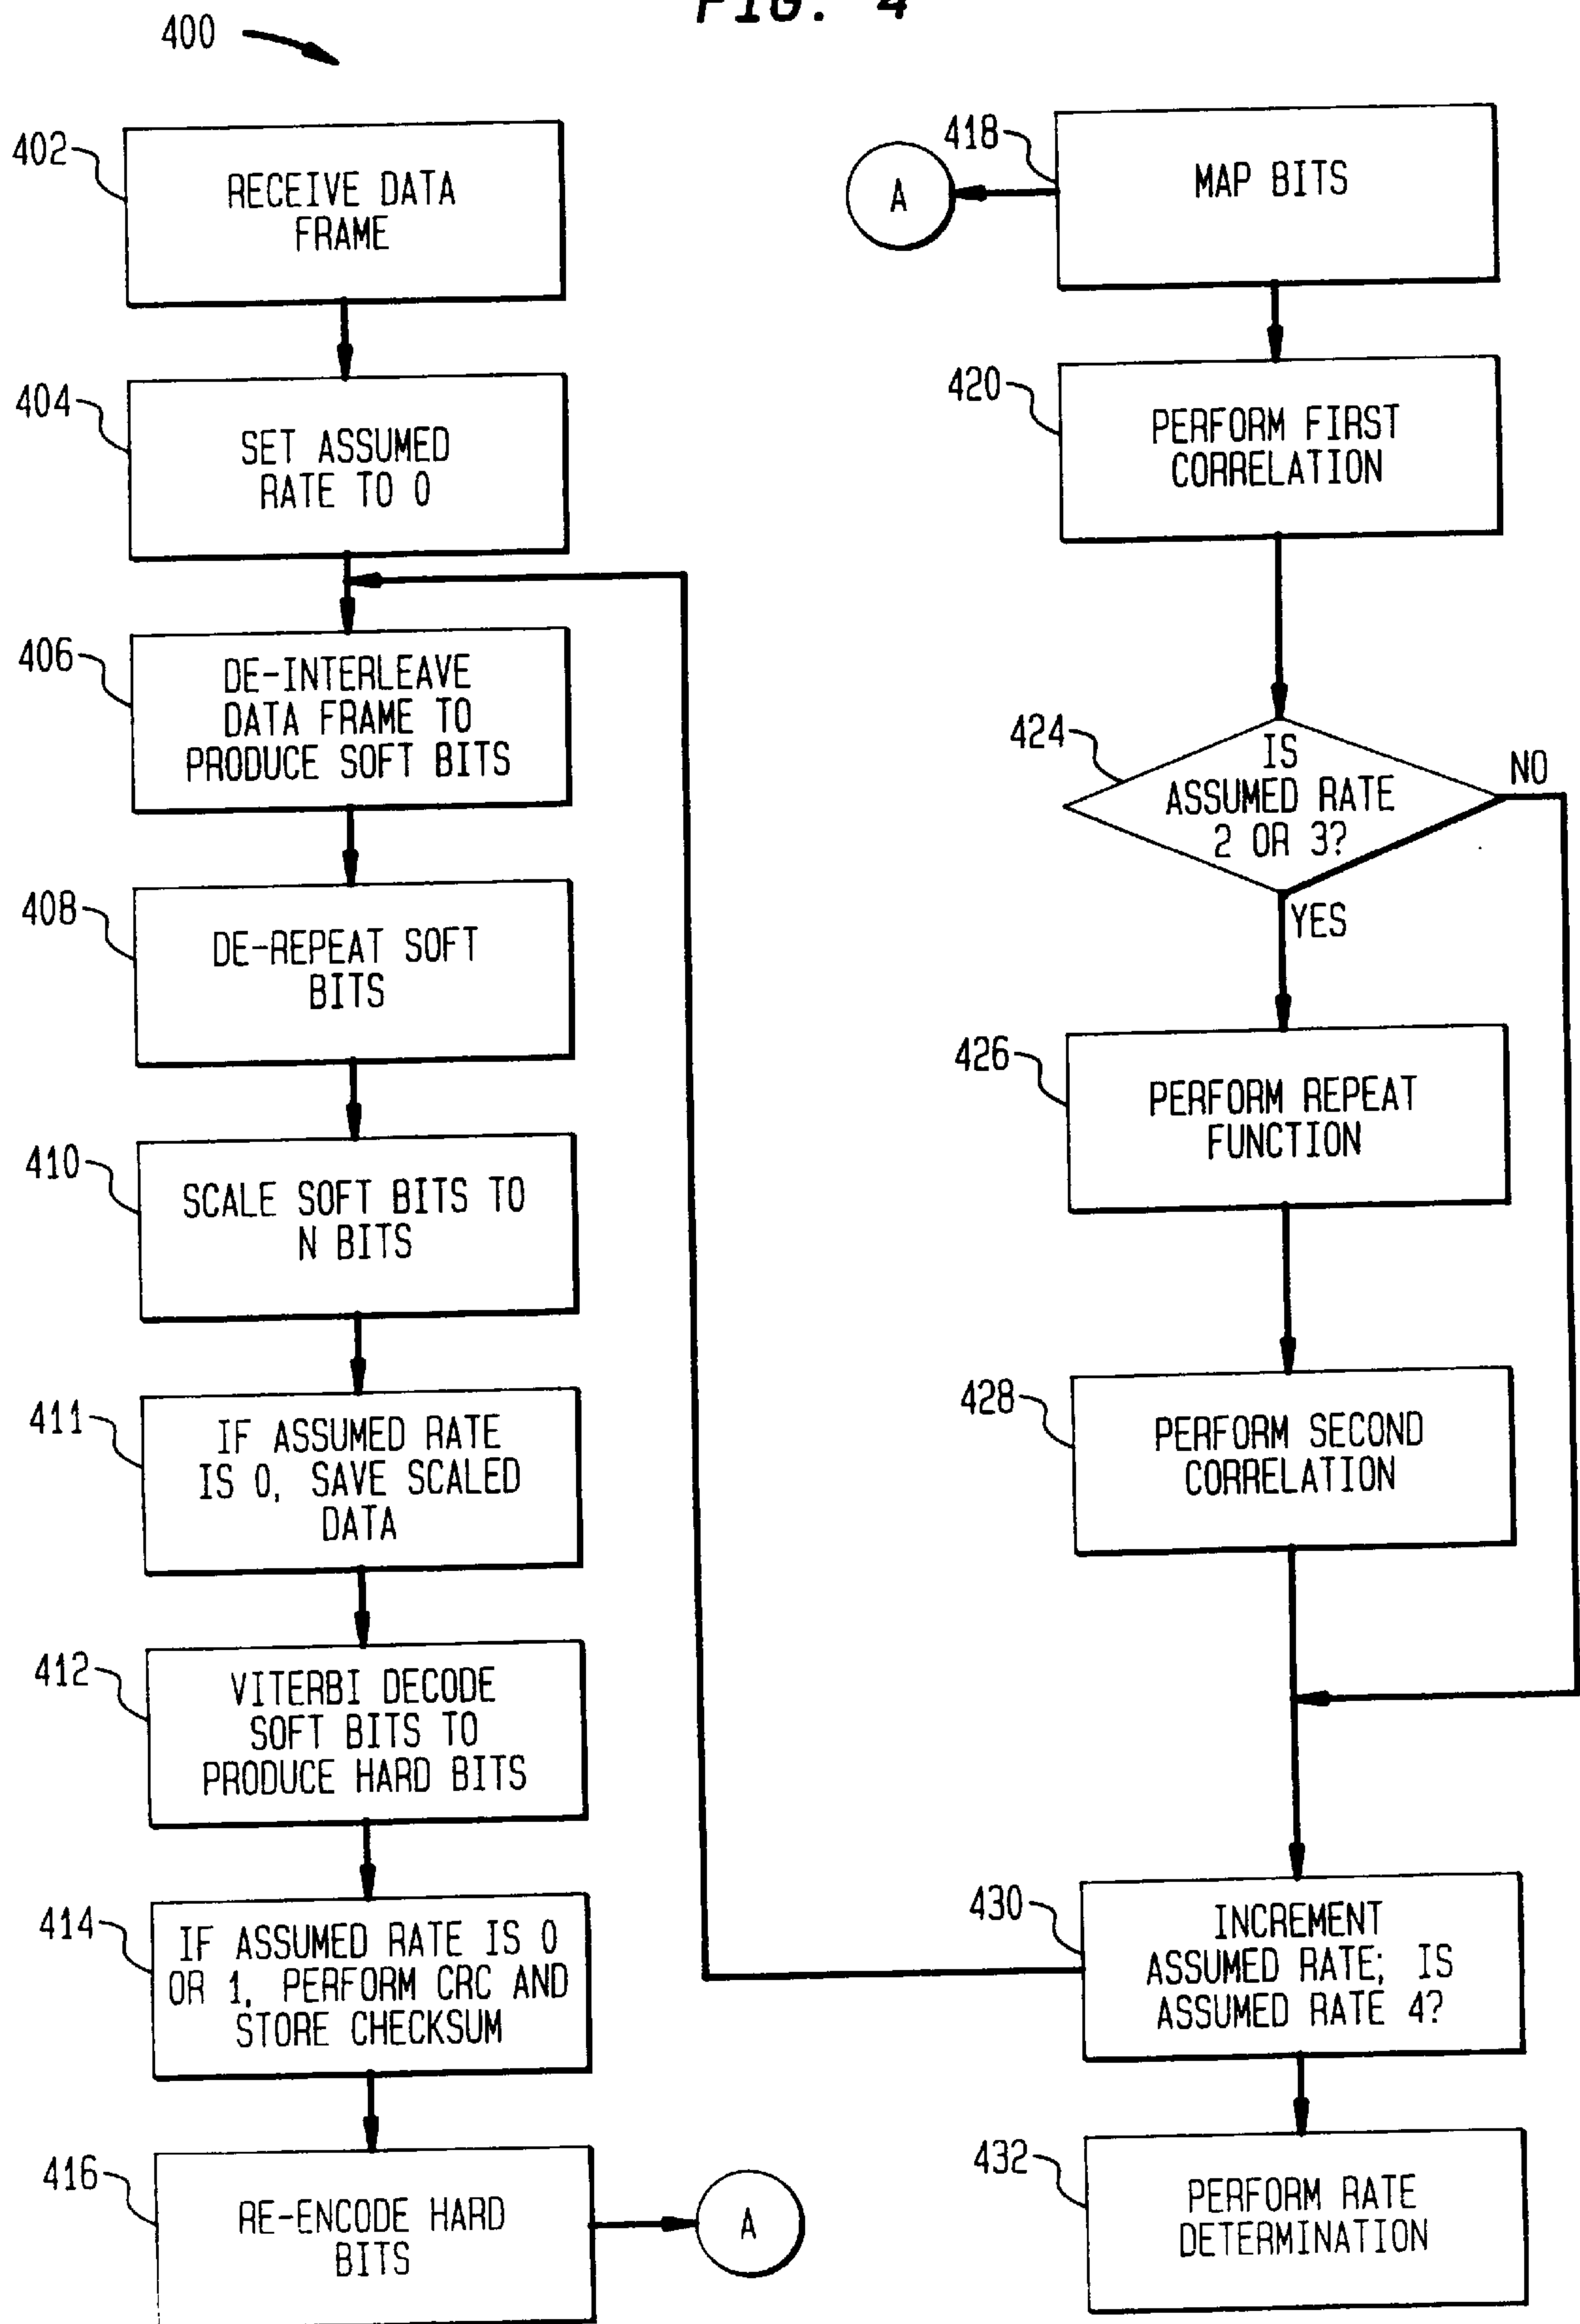 FIG. 4
400
402
RECEIVE DATA
FRAME
404
SET ASSUMED
RATE TO 0
406
DE-INTERLEAVE
DATA FRAME TO
PRODUCE SOFT BITS
408
DE-REPEAT SOFT
BITS
410
SCALE SOFT BITS TO
N BITS
411
IF ASSUMED RATE
IS 0, SAVE SCALED
DATA
412
VITERBI DECODE
SOFT BITS TO
PRODUCE HARD BITS
414
IF ASSUMED RATE IS 0
OR 1, PERFORM CRC AND
STORE CHECKSUM
416
RE-ENCODE HARD
BITS
A
418
A
MAP BITS
420
PERFORM FIRST
CORRELATION
424
IS
ASSUMED RATE
2 OR 3?
NO
YES
426
PERFORM REPEAT
FUNCTION
428
PERFORM SECOND
CORRELATION
430
INCREMENT
ASSUMED RATE; IS
ASSUMED RATE 4?
432
PERFORM RATE
DETERMINATION